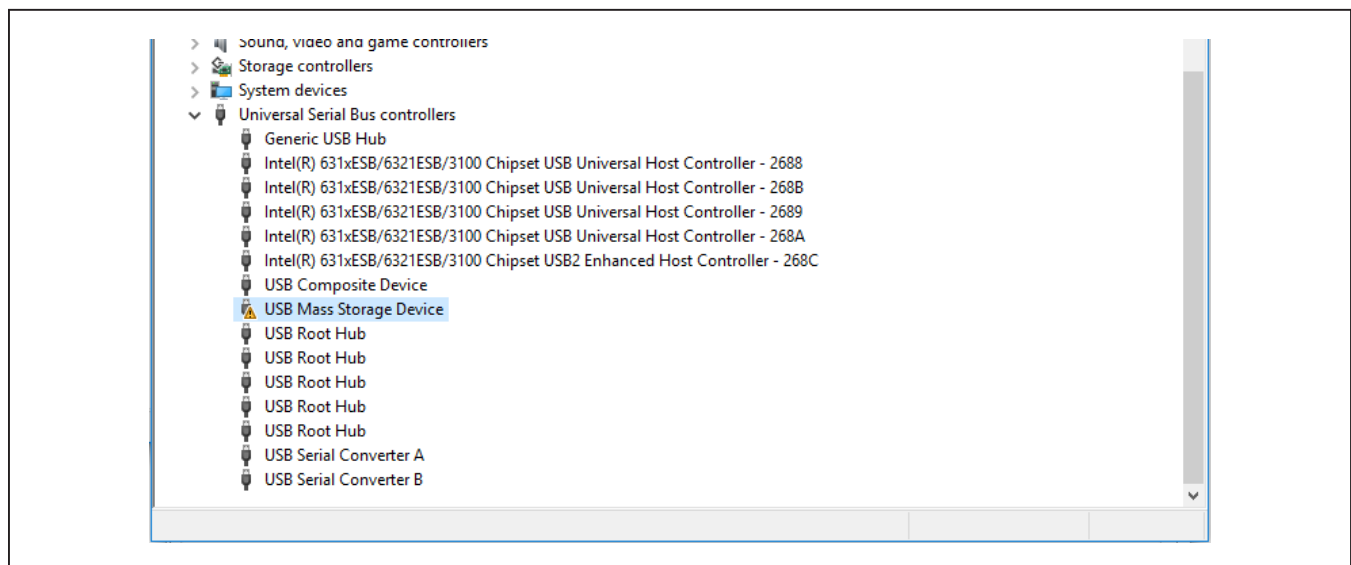 Sound, video and game controllers
Storage controllers
System devices
Universal Serial Bus controllers
Generic USB Hub
Intel(R) 631xESB/6321ESB/3100 Chipset USB Universal Host Controller - 2688
Intel(R) 631xESB/6321ESB/3100 Chipset USB Universal Host Controller - 268B
Intel(R) 631xESB/6321ESB/3100 Chipset USB Universal Host Controller - 2689
Intel(R) 631xESB/6321ESB/3100 Chipset USB Universal Host Controller - 268A
Intel(R) 631xESB/6321ESB/3100 Chipset USB2 Enhanced Host Controller - 268C
USB Composite Device
USB Mass Storage Device
USB Root Hub
USB Root Hub
USB Root Hub
USB Root Hub
USB Root Hub
USB Serial Converter A
USB Serial Converter B